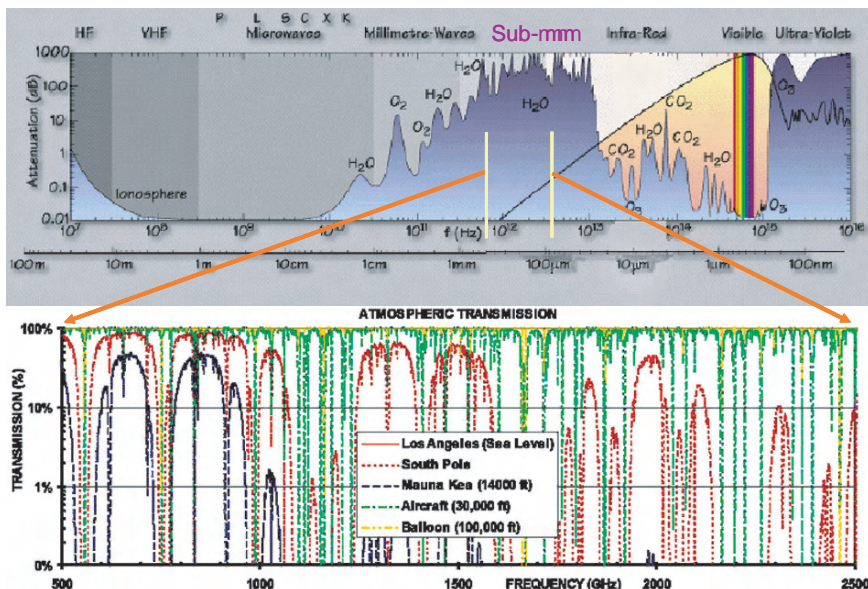 P L S C X K
HF VHF Microwaves Millimetre-Waves Sub-mm Infra-Red Visible Ultra-Violet
Attenuation (dB)
1000
100
10
1
0.1
0.01
Ionosphere
H2O
O2
H2O
O2
H2O
H2O
H2O
CO2
O3
H2O
CO2
CO2
H2O
O3
O3
10^7 10^8 10^9 10^10 10^11 f (Hz) 10^12 10^13 10^14 10^15 10^16
100m 10m 1m 10cm 1cm 1mm 100μm 10μm 1μm 100nm
ATMOSPHERIC TRANSMISSION
TRANSMISSION (%)
100%
10%
1%
0%
Los Angeles (Sea Level)
South Pole
Mauna Kea (14000 ft)
Aircraft (30,000 ft)
Balloon (100,000 ft)
500 1000 1500 FREQUENCY (GHz) 2000 2500